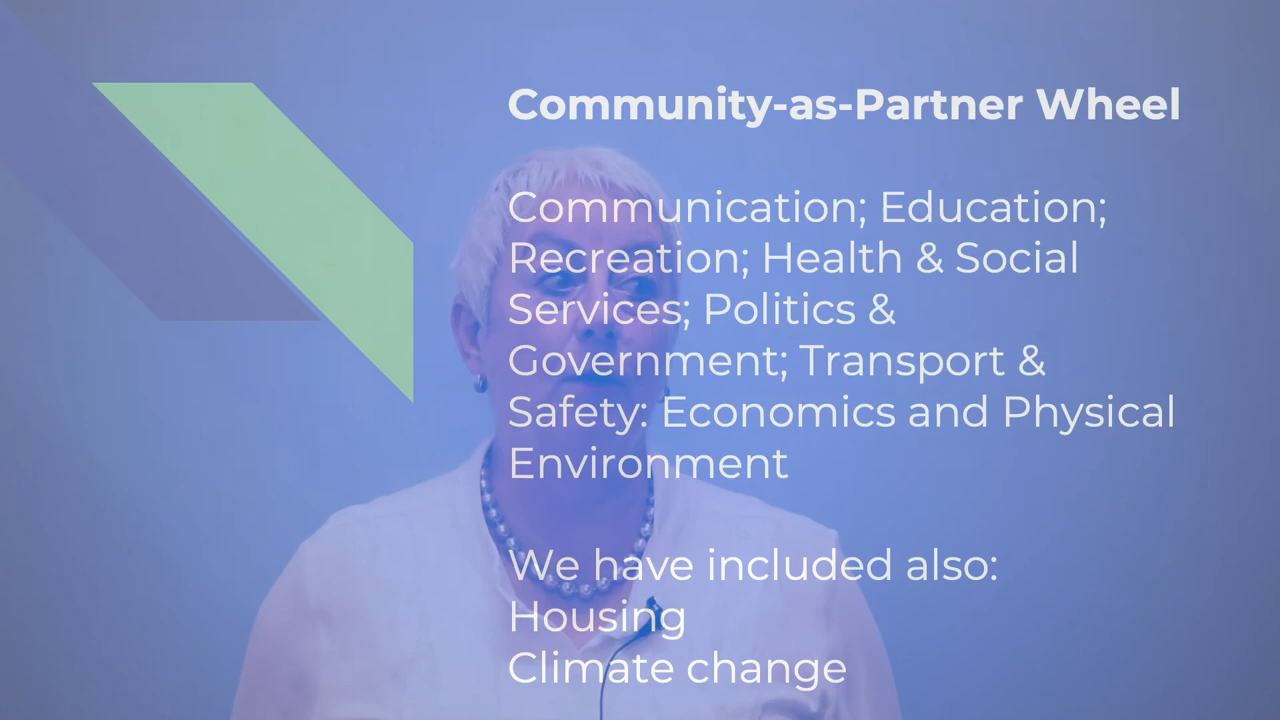 Community-as-Partner Wheel
Communication; Education;
Recreation; Health & Social
Services; Politics &
Government; Transport &
Safety: Economics and Physical
Environment
We have included also:
Housing
Climate change